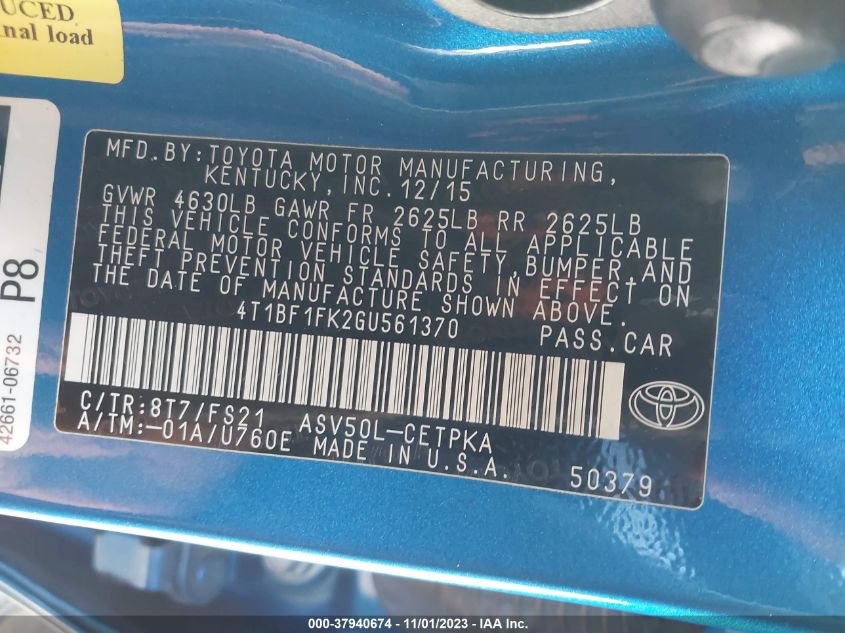 UCED
nal load
P8
42661-06732
MFD.BY:TOYOTA MOTOR MANUFACTURING,
KENTUCKY,INC.12/15
GVWR 4630LB GAWR FR 2625LB RR 2625LB
THIS VEHICLE CONFORMS TO ALL APPLICABLE
FEDERAL MOTOR VEHICLE SAFETY,BUMPER,AND
THEFT PREVENTION STANDARDS IN EFFECT ON
THE DATE OF MANUFACTURE SHOWN ABOVE.
4T1BF1FK2GU561370 PASS.CAR
C/TR:8T7/FS21 ASV50L-CETPKA
A/TM:-01A/U760E MADE IN U.S.A.
50379
000-37940674 - 11/01/2023 - IAA Inc.